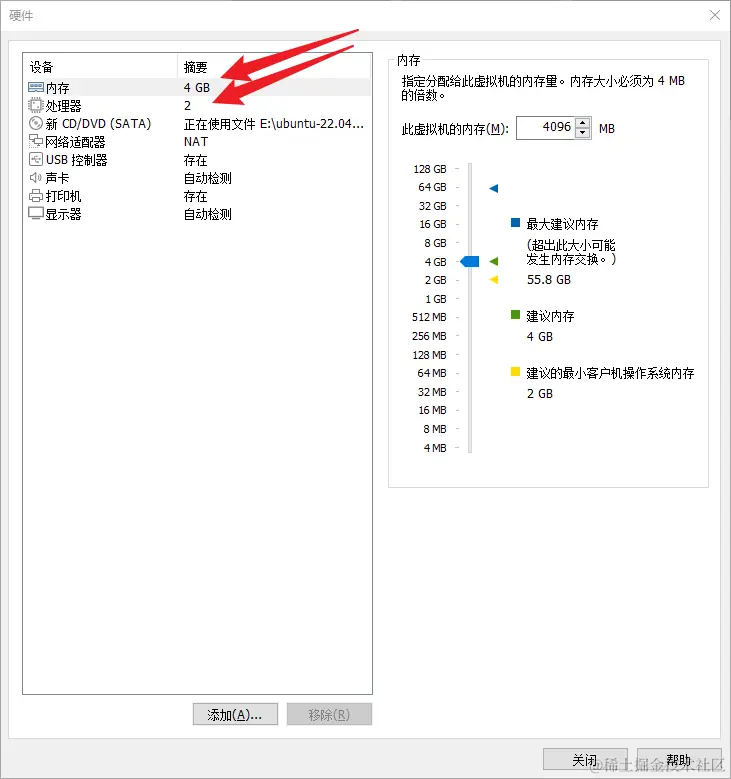 硬件
设备 摘要
内存 4 GB
处理器 2
新 CD/DVD (SATA) 正在使用文件 E:\ubuntu-22.04...
网络适配器 NAT
USB 控制器 存在
声卡 自动检测
打印机 存在
显示器 自动检测
添加(A)... 移除(R)
内存
指定分配给此虚拟机的内存量。内存大小必须为 4 MB
的倍数。
此虚拟机的内存(M): 4096 MB
128 GB
64 GB
32 GB
16 GB
8 GB
4 GB
2 GB
1 GB
512 MB
256 MB
128 MB
64 MB
32 MB
16 MB
8 MB
4 MB
最大建议内存
(超出此大小可能
发生内存交换。)
55.8 GB
建议内存
4 GB
建议的最小客户机操作系统内存
2 GB
关闭 帮助
@稀土掘金技术社区